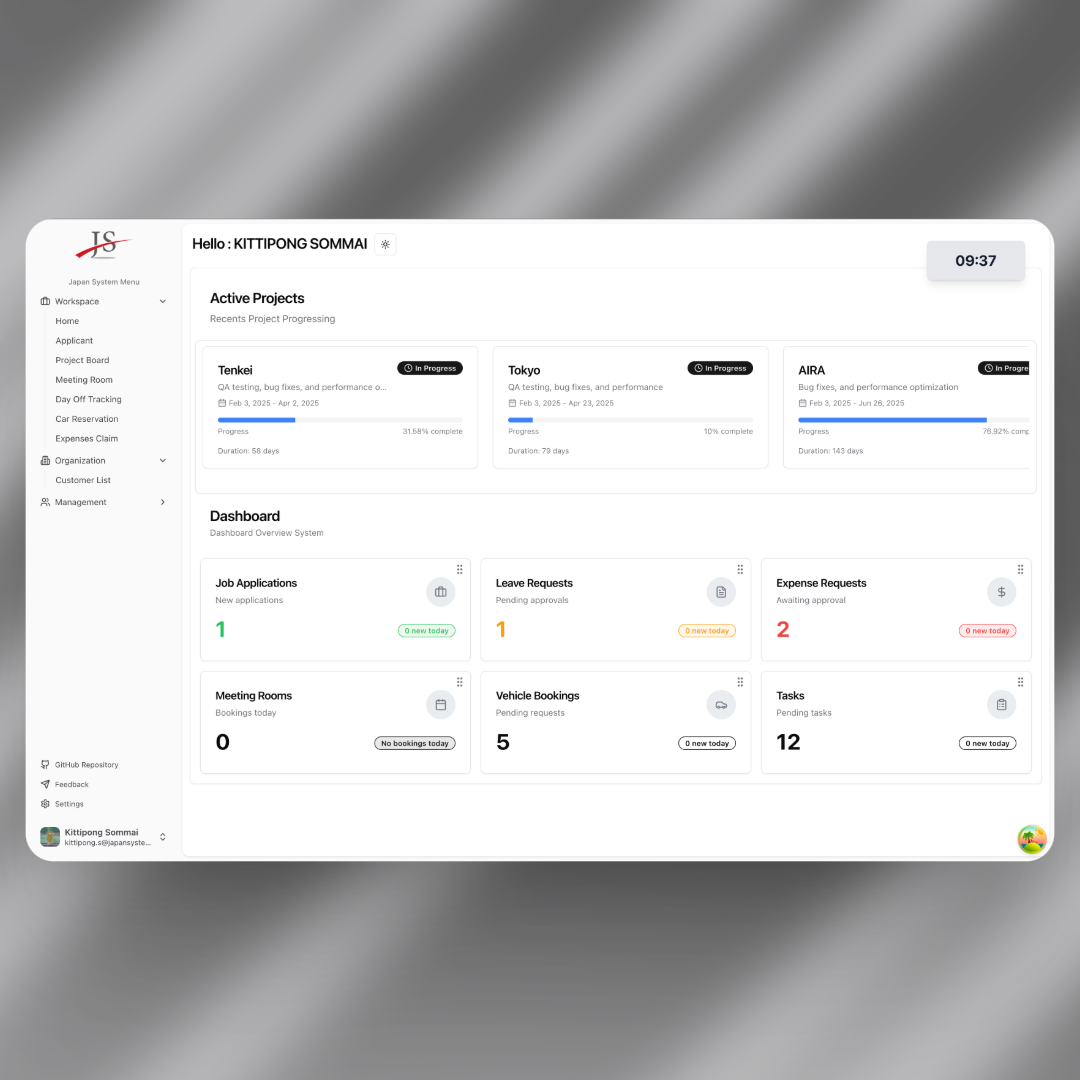 JS
Japan System Menu
Workspace
Home
Applicant
Project Board
Meeting Room
Day Off Tracking
Car Reservation
Expenses Claim
Organization
Customer List
Management
GitHub Repository
Feedback
Settings
Kittipong Sommai
kittipong.s@japansyste...
Hello : KITTIPONG SOMMAI
09:37
Active Projects
Recents Project Progressing
Tenkei
In Progress
QA testing, bug fixes, and performance o...
Feb 3, 2025 - Apr 2, 2025
Progress 31.58% complete
Duration: 58 days
Tokyo
In Progress
QA testing, bug fixes, and performance
Feb 3, 2025 - Apr 23, 2025
Progress 10% complete
Duration: 79 days
AIRA
In Progre
Bug fixes, and performance optimization
Feb 3, 2025 - Jun 26, 2025
Progress 76.92% comp
Duration: 143 days
Dashboard
Dashboard Overview System
Job Applications
New applications
1 0 new today
Leave Requests
Pending approvals
1 0 new today
Expense Requests
Awaiting approval
2 0 new today
Meeting Rooms
Bookings today
0 No bookings today
Vehicle Bookings
Pending requests
5 0 new today
Tasks
Pending tasks
12 0 new today